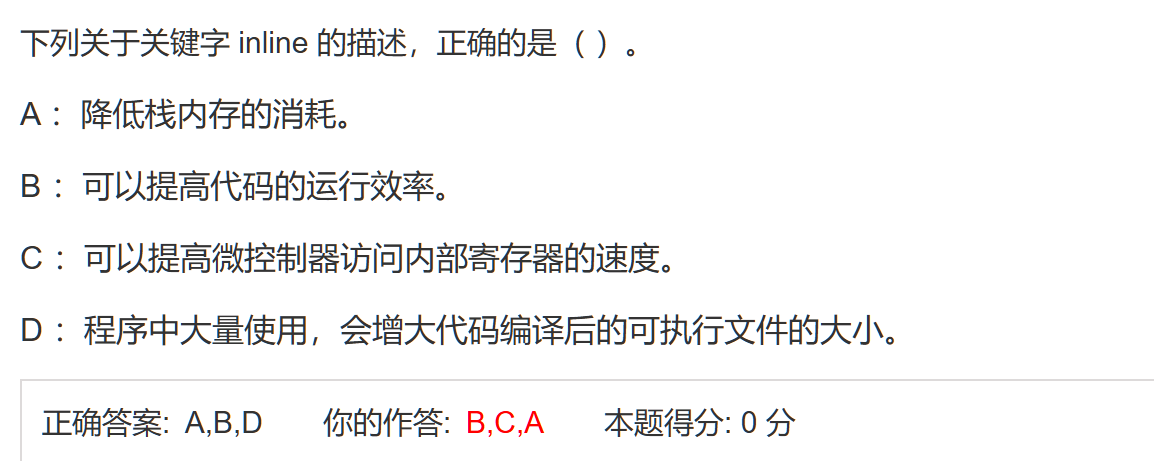 下列关于关键字 inline 的描述，正确的是（ ）。
A： 降低栈内存的消耗。
B： 可以提高代码的运行效率。
C： 可以提高微控制器访问内部寄存器的速度。
D： 程序中大量使用，会增大代码编译后的可执行文件的大小。
正确答案: A,B,D 你的作答: B,C,A 本题得分: 0 分